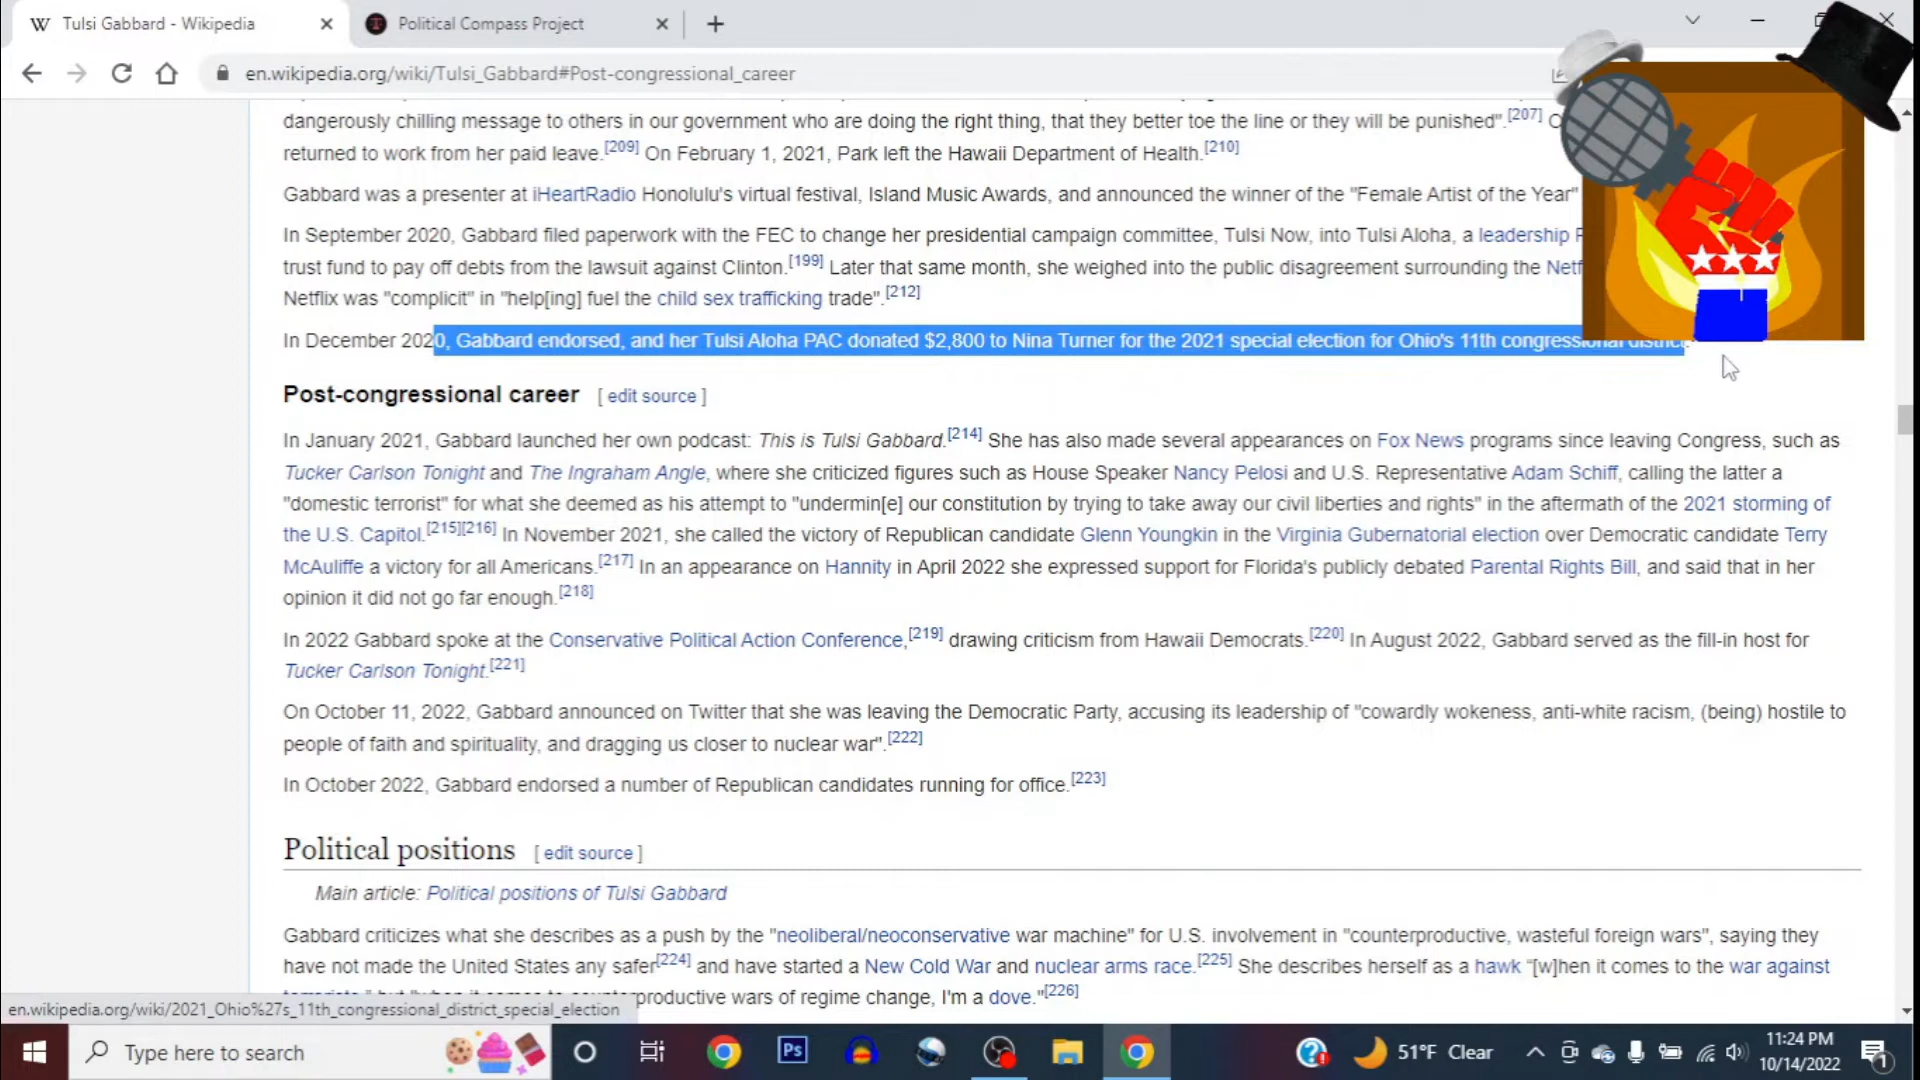 Tulsi Gabbard - Wikipedia
Political Compass Project
en.wikipedia.org/wiki/Tulsi_Gabbard#Post-congressional_career
dangerously chilling message to others in our government who are doing the right thing, that they better toe the line or they will be punished".[207]
returned to work from her paid leave.[209] On February 1, 2021, Park left the Hawaii Department of Health.[210]
Gabbard was a presenter at iHeartRadio Honolulu's virtual festival, Island Music Awards, and announced the winner of the "Female Artist of the Year"
In September 2020, Gabbard filed paperwork with the FEC to change her presidential campaign committee, Tulsi Now, into Tulsi Aloha, a leadership
trust fund to pay off debts from the lawsuit against Clinton.[199] Later that same month, she weighed into the public disagreement surrounding the
Netflix was "complicit" in "help[ing] fuel the child sex trafficking trade".[212]
In December 2020, Gabbard endorsed, and her Tulsi Aloha PAC donated $2,800 to Nina Turner for the 2021 special election for Ohio's 11th congressional district.
Post-congressional career [ edit source ]
In January 2021, Gabbard launched her own podcast: This is Tulsi Gabbard.[214] She has also made several appearances on Fox News programs since leaving Congress, such as
Tucker Carlson Tonight and The Ingraham Angle, where she criticized figures such as House Speaker Nancy Pelosi and U.S. Representative Adam Schiff, calling the latter a
"domestic terrorist" for what she deemed as his attempt to "undermin[e] our constitution by trying to take away our civil liberties and rights" in the aftermath of the 2021 storming of
the U.S. Capitol.[215][216] In November 2021, she called the victory of Republican candidate Glenn Youngkin in the Virginia Gubernatorial election over Democratic candidate Terry
McAuliffe a victory for all Americans.[217] In an appearance on Hannity in April 2022 she expressed support for Florida's publicly debated Parental Rights Bill, and said that in her
opinion it did not go far enough.[218]
In 2022 Gabbard spoke at the Conservative Political Action Conference,[219] drawing criticism from Hawaii Democrats.[220] In August 2022, Gabbard served as the fill-in host for
Tucker Carlson Tonight.[221]
On October 11, 2022, Gabbard announced on Twitter that she was leaving the Democratic Party, accusing its leadership of "cowardly wokeness, anti-white racism, (being) hostile to
people of faith and spirituality, and dragging us closer to nuclear war".[222]
In October 2022, Gabbard endorsed a number of Republican candidates running for office.[223]
Political positions [ edit source ]
Main article: Political positions of Tulsi Gabbard
Gabbard criticizes what she describes as a push by the "neoliberal/neoconservative war machine" for U.S. involvement in "counterproductive, wasteful foreign wars", saying they
have not made the United States any safer[224] and have started a New Cold War and nuclear arms race.[225] She describes herself as a hawk "[w]hen it comes to the war against
wars of regime change, I'm a dove."[226]
en.wikipedia.org/wiki/2021_Ohio%27s_11th_congressional_district_special_election
Type here to search
Ps
51°F Clear
11:24 PM
10/14/2022
1